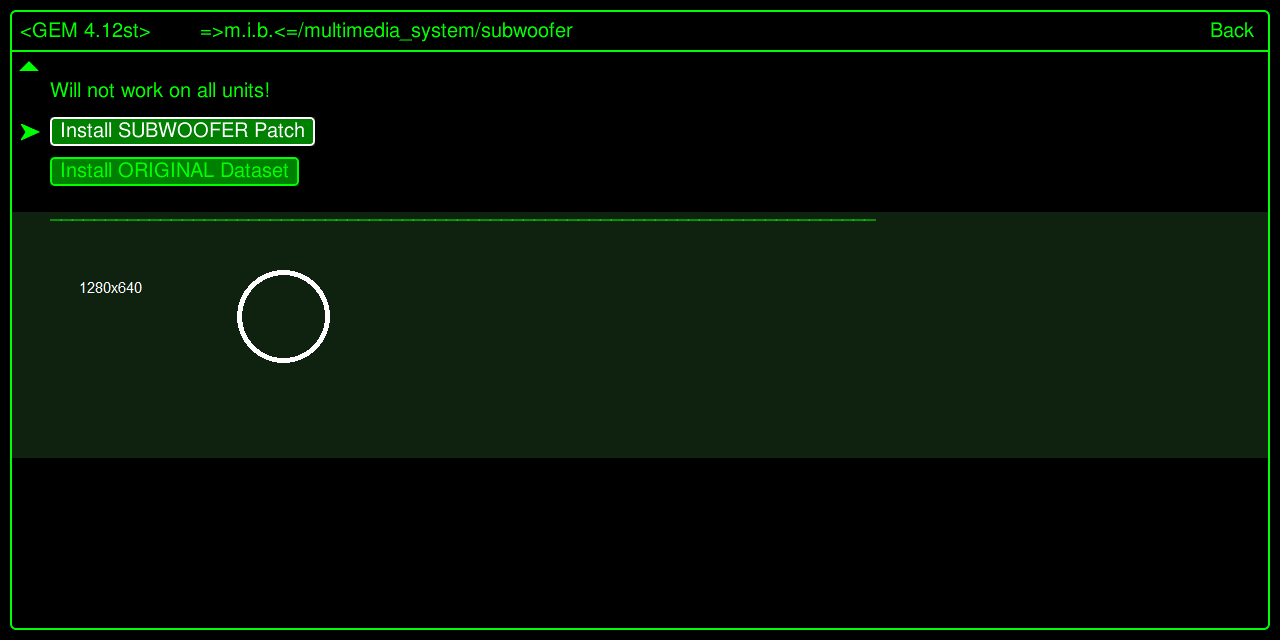 <GEM 4.12st> =>m.i.b.<=/multimedia_system/subwoofer Back
Will not work on all units!
Install SUBWOOFER Patch
Install ORIGINAL Dataset
1280x640